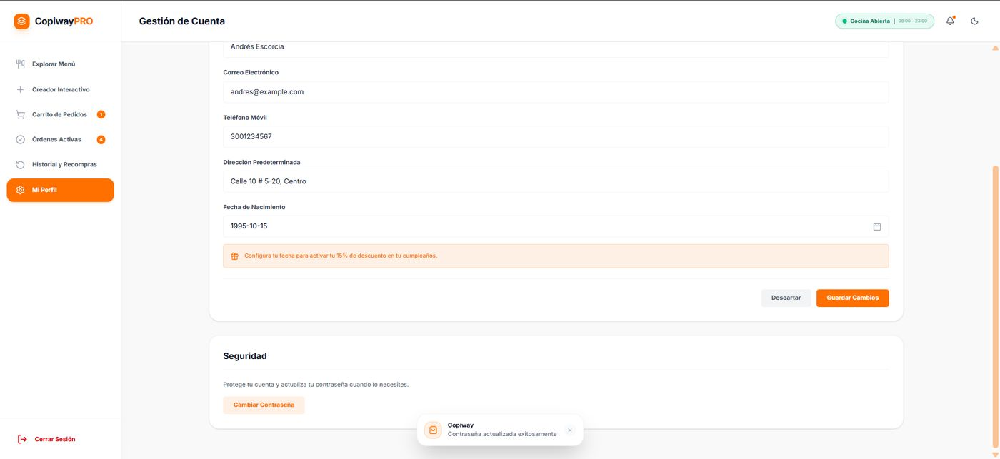 CopiwayPRO
Gestión de Cuenta
Cocina Abierta | 08:00 - 23:00
Explorar Menú
Creador Interactivo
Carrito de Pedidos 1
Órdenes Activas 4
Historial y Recompras
Mi Perfil
Cerrar Sesión
Andrés Escorcia
Correo Electrónico
andres@example.com
Teléfono Móvil
3001234567
Dirección Predeterminada
Calle 10 # 5-20, Centro
Fecha de Nacimiento
1995-10-15
Configura tu fecha para activar tu 15% de descuento en tu cumpleaños.
Descartar
Guardar Cambios
Seguridad
Protege tu cuenta y actualiza tu contraseña cuando lo necesites.
Cambiar Contraseña
Copiway
Contraseña actualizada exitosamente